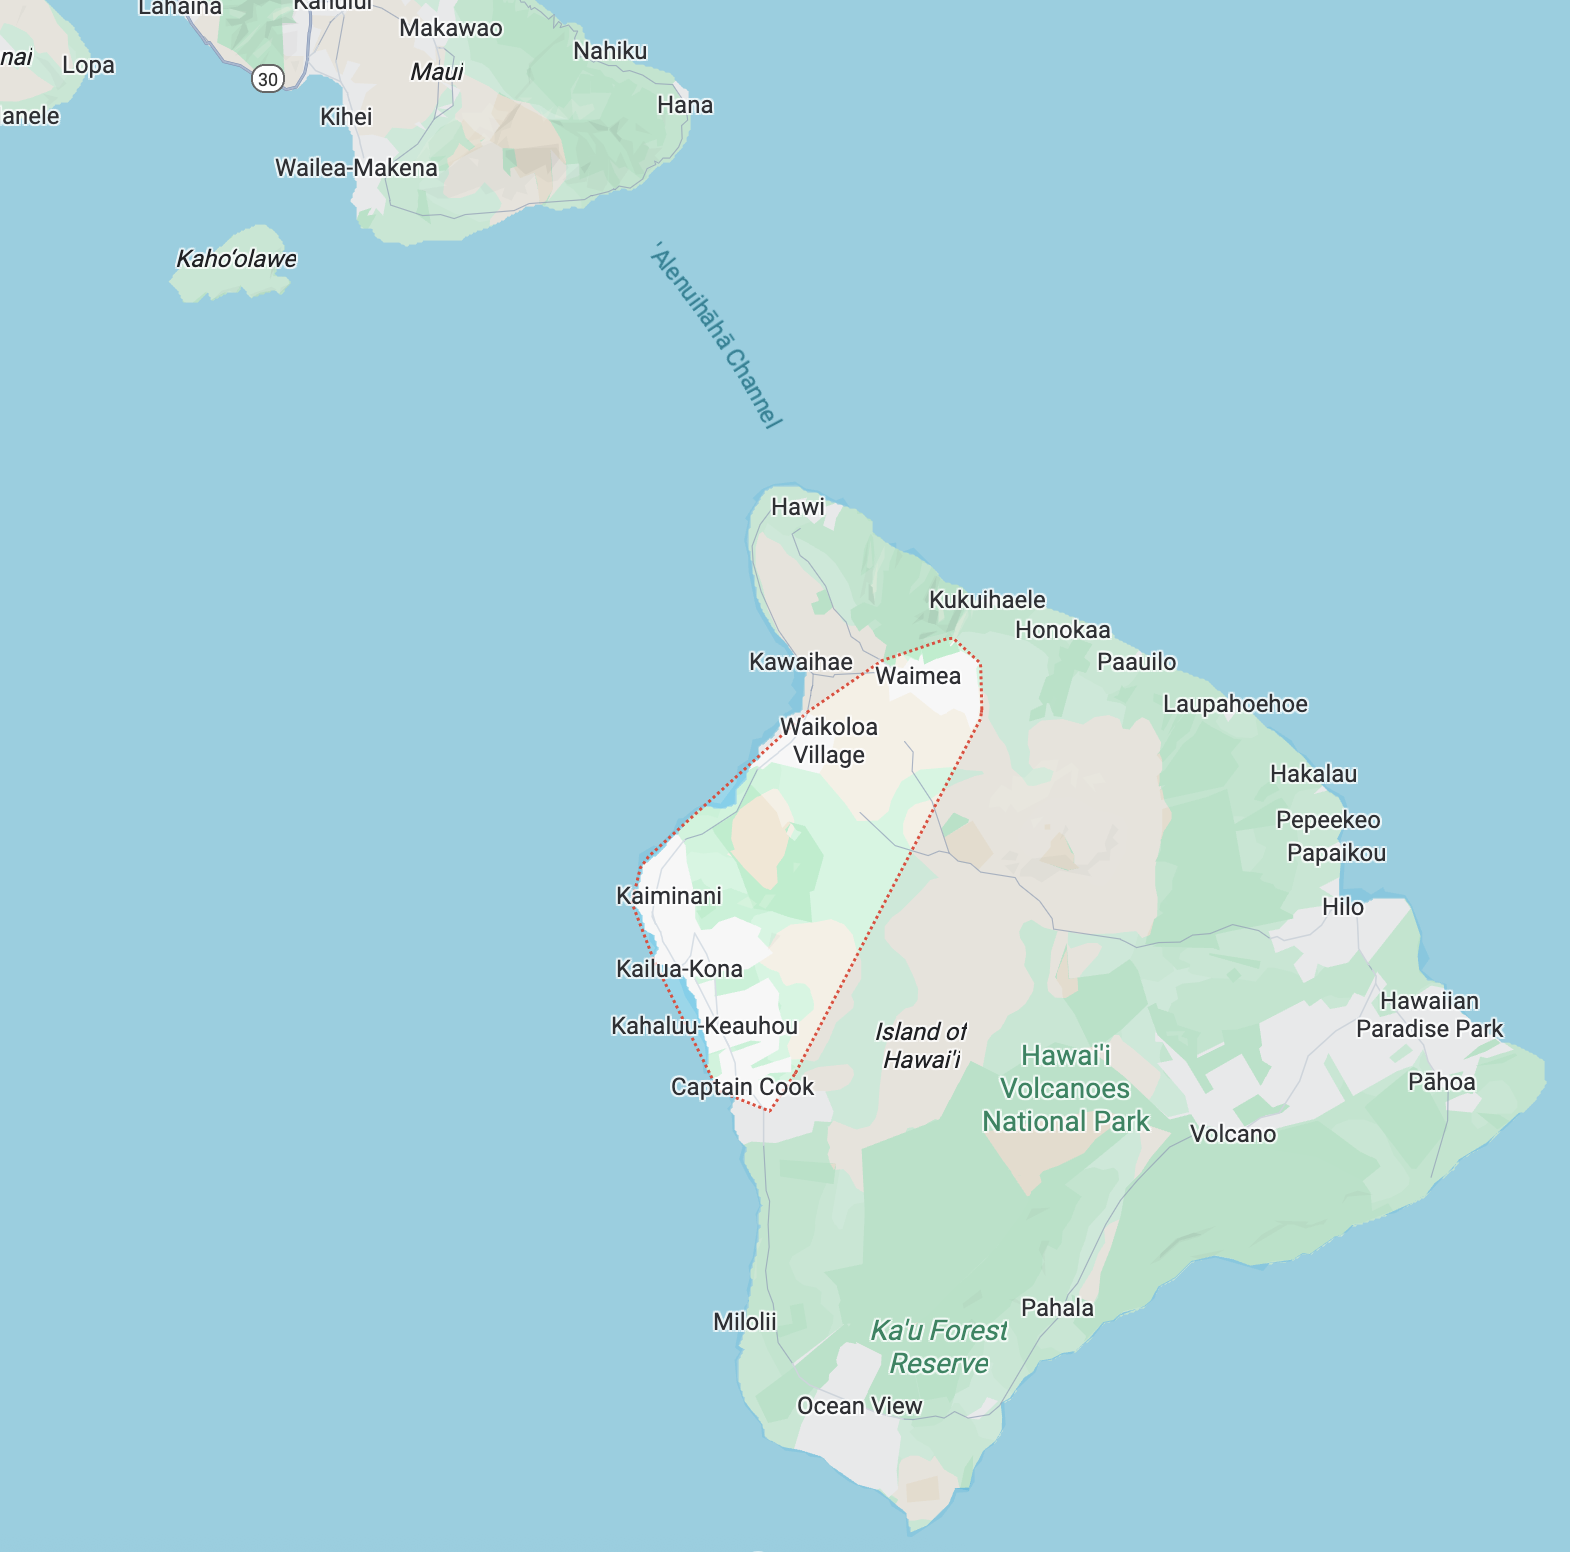 Lahaina
Kahului
Makawao
Nahiku
nai
Lopa
Maui
30
Hana
anele
Kihei
Wailea-Makena
Kaho‘olawe
'Alenuihāhā Channel
Hawi
Kukuihaele
Honokaa
Kawaihae
Waimea
Paauilo
Laupahoehoe
Waikoloa
Village
Hakalau
Pepeekeo
Papaikou
Kaiminani
Hilo
Kailua-Kona
Kahaluu-Keauhou
Island of
Hawai'i
Hawaiian
Paradise Park
Hawai'i
Volcanoes
National Park
Captain Cook
Pāhoa
Volcano
Milolii
Pahala
Ka'u Forest
Reserve
Ocean View